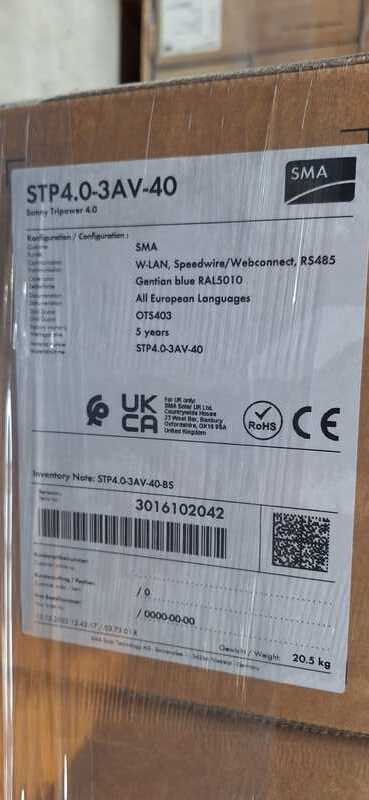 SMA
STP4.0-3AV-40
Sunny Tripower 4.0
Konfiguration / Configuration :
SMA
W-LAN, Speedwire/Webconnect, RS485
Gentian blue RAL5010
All European Languages
OTS403
5 years
STP4.0-3AV-40
UK
CA
For UK only:
SMA Solar UK Ltd.
Countrywide House
23 West Bar, Banbury
Oxfordshire, OX16 9SA
United Kingdom
RoHS
CE
Inventory Note: STP4.0-3AV-40-BS
3016102042
/ 0
/ 0000-00-00
Gewicht / Weight: 20.5 kg